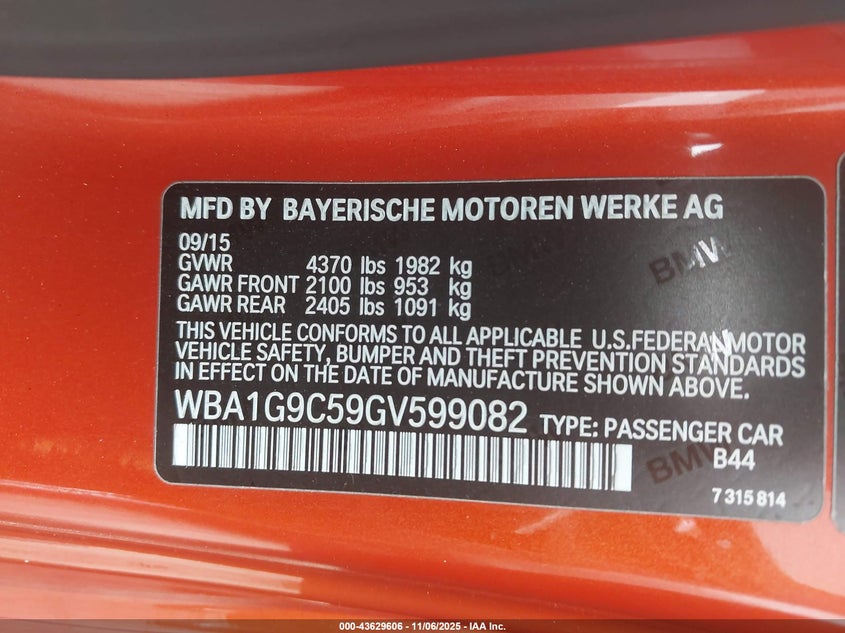 MFD BY BAYERISCHE MOTOREN WERKE AG
09/15
GVWR 4370 lbs 1982 kg
GAWR FRONT 2100 lbs 953 kg
GAWR REAR 2405 lbs 1091 kg
THIS VEHICLE CONFORMS TO ALL APPLICABLE U.S.FEDERAL MOTOR
VEHICLE SAFETY, BUMPER AND THEFT PREVENTION STANDARDS
IN EFFECT ON THE DATE OF MANUFACTURE SHOWN ABOVE.
WBA1G9C59GV599082 TYPE: PASSENGER CAR
B44
7 315 814
BMW
BMW
000-43629606 - 11/06/2025 - IAA Inc.